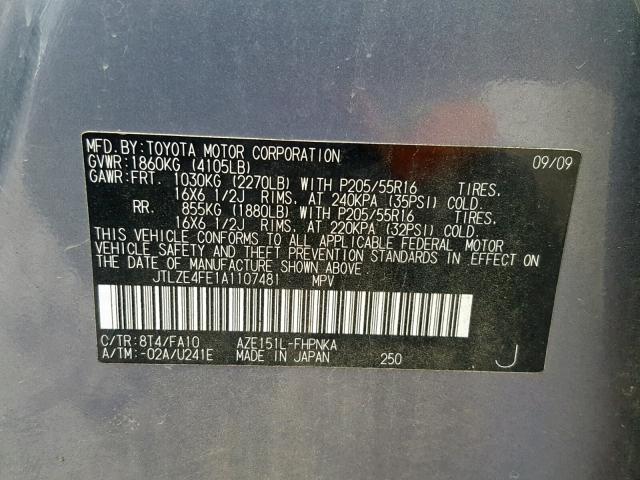 MFD.BY:TOYOTA MOTOR CORPORATION 09/09
GVWR:1860KG (4105LB)
GAWR:FRT. 1030KG (2270LB) WITH P205/55R16 TIRES,
16X6 1/2J RIMS, AT 240KPA (35PSI) COLD.
RR. 855KG (1880LB) WITH P205/55R16 TIRES,
16X6 1/2J RIMS, AT 220KPA (32PSI) COLD.
THIS VEHICLE CONFORMS TO ALL APPLICABLE FEDERAL MOTOR
VEHICLE SAFETY AND THEFT PREVENTION STANDARDS IN EFFECT ON
THE DATE OF MANUFACTURE SHOWN ABOVE.
JTLZE4FE1A1107481 MPV
C/TR:8T4/FA10 AZE151L-FHPNKA
A/TM:-02A/U241E MADE IN JAPAN 250 J